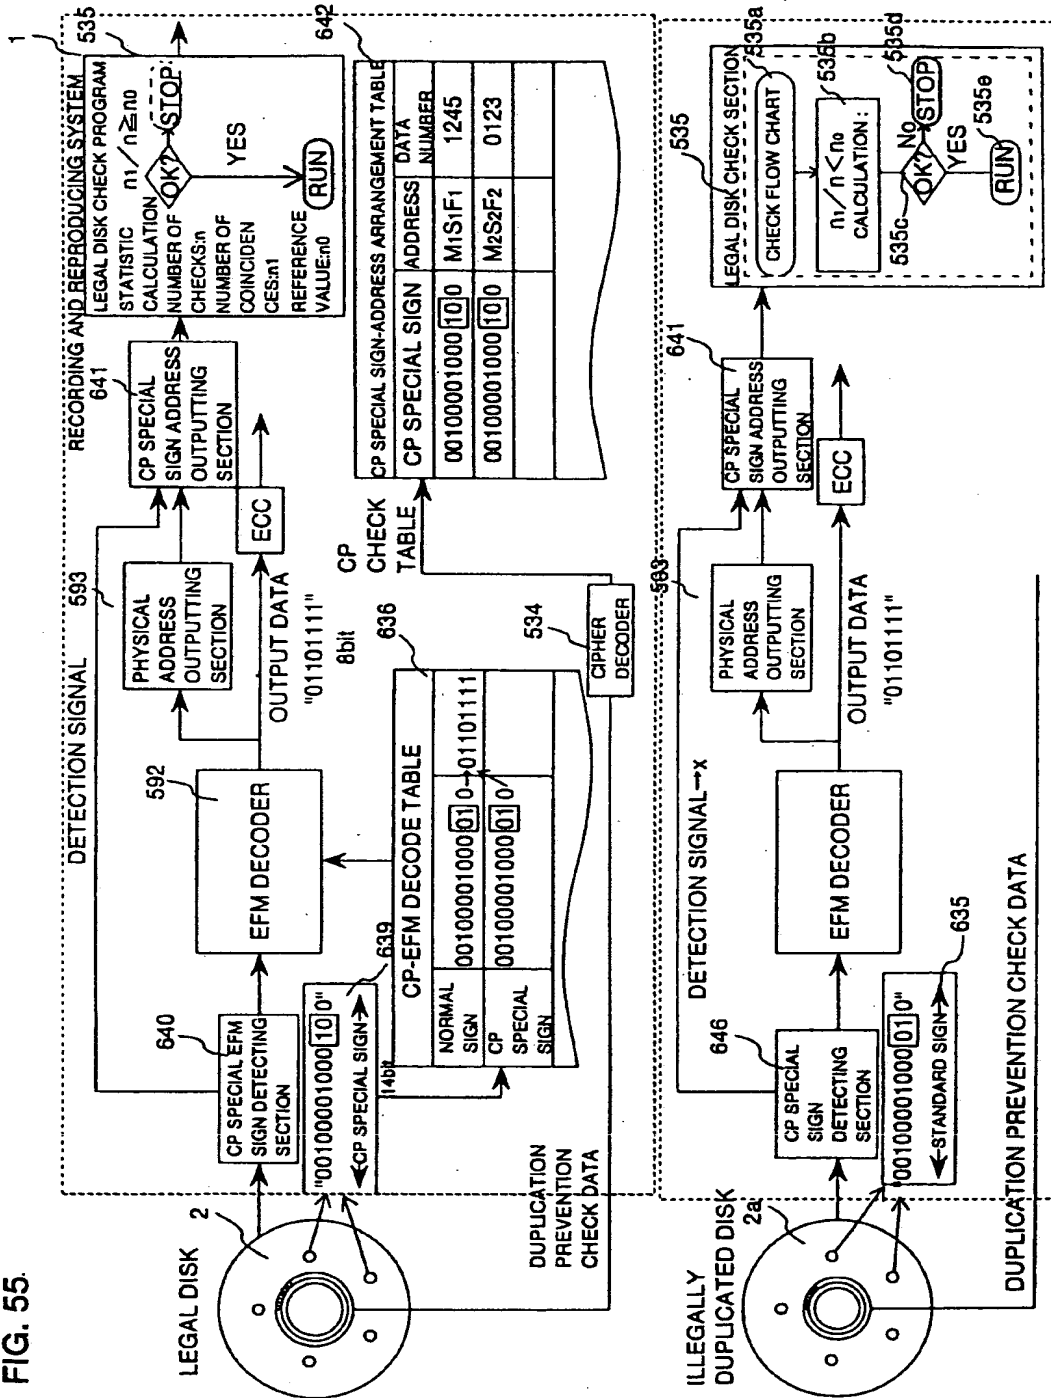 FIG. 55.
LEGAL DISK
2
DETECTION SIGNAL
RECORDING AND REPRODUCING SYSTEM
1
640
CP SPECIAL EFM
SIGN DETECTING
SECTION
592
EFM DECODER
593
PHYSICAL
ADDRESS
OUTPUTTING
SECTION
641
CP SPECIAL
SIGN ADDRESS
OUTPUTTING
SECTION
535
LEGAL DISK CHECK PROGRAM
STATISTIC
CALCULATION
NUMBER OF
CHECKS:n
NUMBER OF
COINCIDEN
CES:n1
REFERENCE
VALUE:n0
n1/n≧n0
OK?
STOP
YES
RUN
ECC
OUTPUT DATA
"01101111"
8bit
"00100001000100"
CP SPECIAL SIGN
14bit
639
636
CP-EFM DECODE TABLE
NORMAL
SIGN
00100001000010→01101111
CP
SPECIAL
SIGN
00100001000010
CP
CHECK
TABLE
642
CP SPECIAL SIGN-ADDRESS ARRANGEMENT TABLE
CP SPECIAL SIGN
ADDRESS
DATA
NUMBER
00100001000100
M1S1F1
1245
00100001000100
M2S2F2
0123
DUPLICATION
PREVENTION
CHECK DATA
534
CIPHER
DECODER
ILLEGALLY
DUPLICATED DISK
2a
DETECTION SIGNAL→x
646
CP SPECIAL
SIGN
DETECTING
SECTION
"00100001000010"
STANDARD SIGN
635
EFM DECODER
PHYSICAL
ADDRESS
OUTPUTTING
SECTION
OUTPUT DATA
"01101111"
641
CP SPECIAL
SIGN ADDRESS
OUTPUTTING
SECTION
ECC
535
LEGAL DISK CHECK SECTION
535a
CHECK FLOW CHART
535b
n1/n<n0
CALCULATION:
535c
OK?
No
535d
STOP
YES
535e
RUN
DUPLICATION PREVENTION CHECK DATA